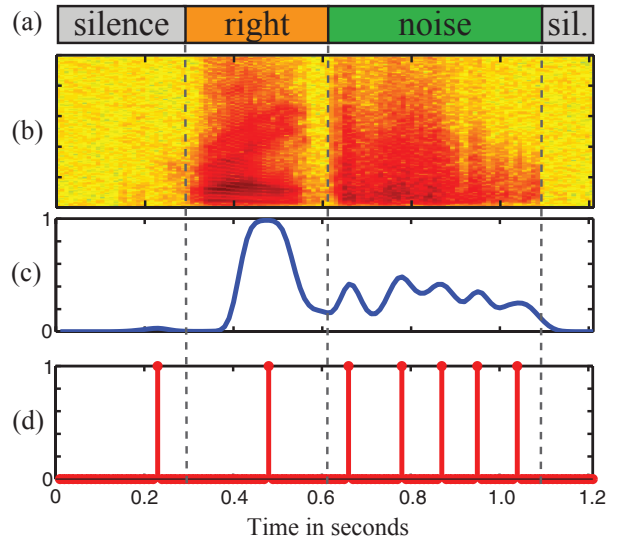 (a) silence right noise sil.
(b)
1
(c)
0
1
(d)
0
0 0.2 0.4 0.6 0.8 1.0 1.2
Time in seconds